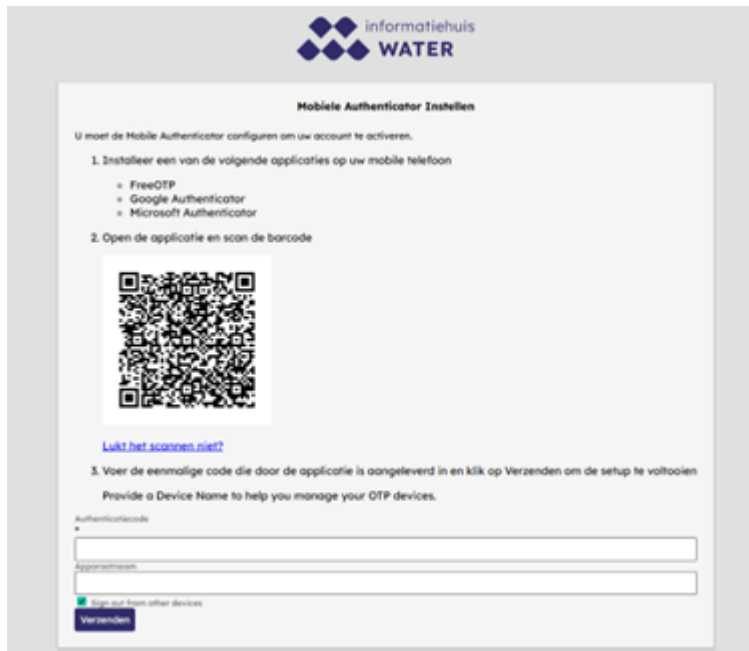 informatiehuis
WATER
Mobiele Authenticator Instellen
U moet de Mobile Authenticator configuren om uw account te activeren.
1. Installeer een van de volgende applicaties op uw mobile telefoon
FreeOTP
Google Authenticator
Microsoft Authenticator
2. Open de applicatie en scan de barcode
Lukt het scannen niet?
3. Voer de eenmalige code die door de applicatie is aangeleverd in en klik op Verzenden om de setup te voltooien
Provide a Device Name to help you manage your OTP devices.
Authenticatiecode
*
Apparaatnaam
Sign out from other devices
Verzenden